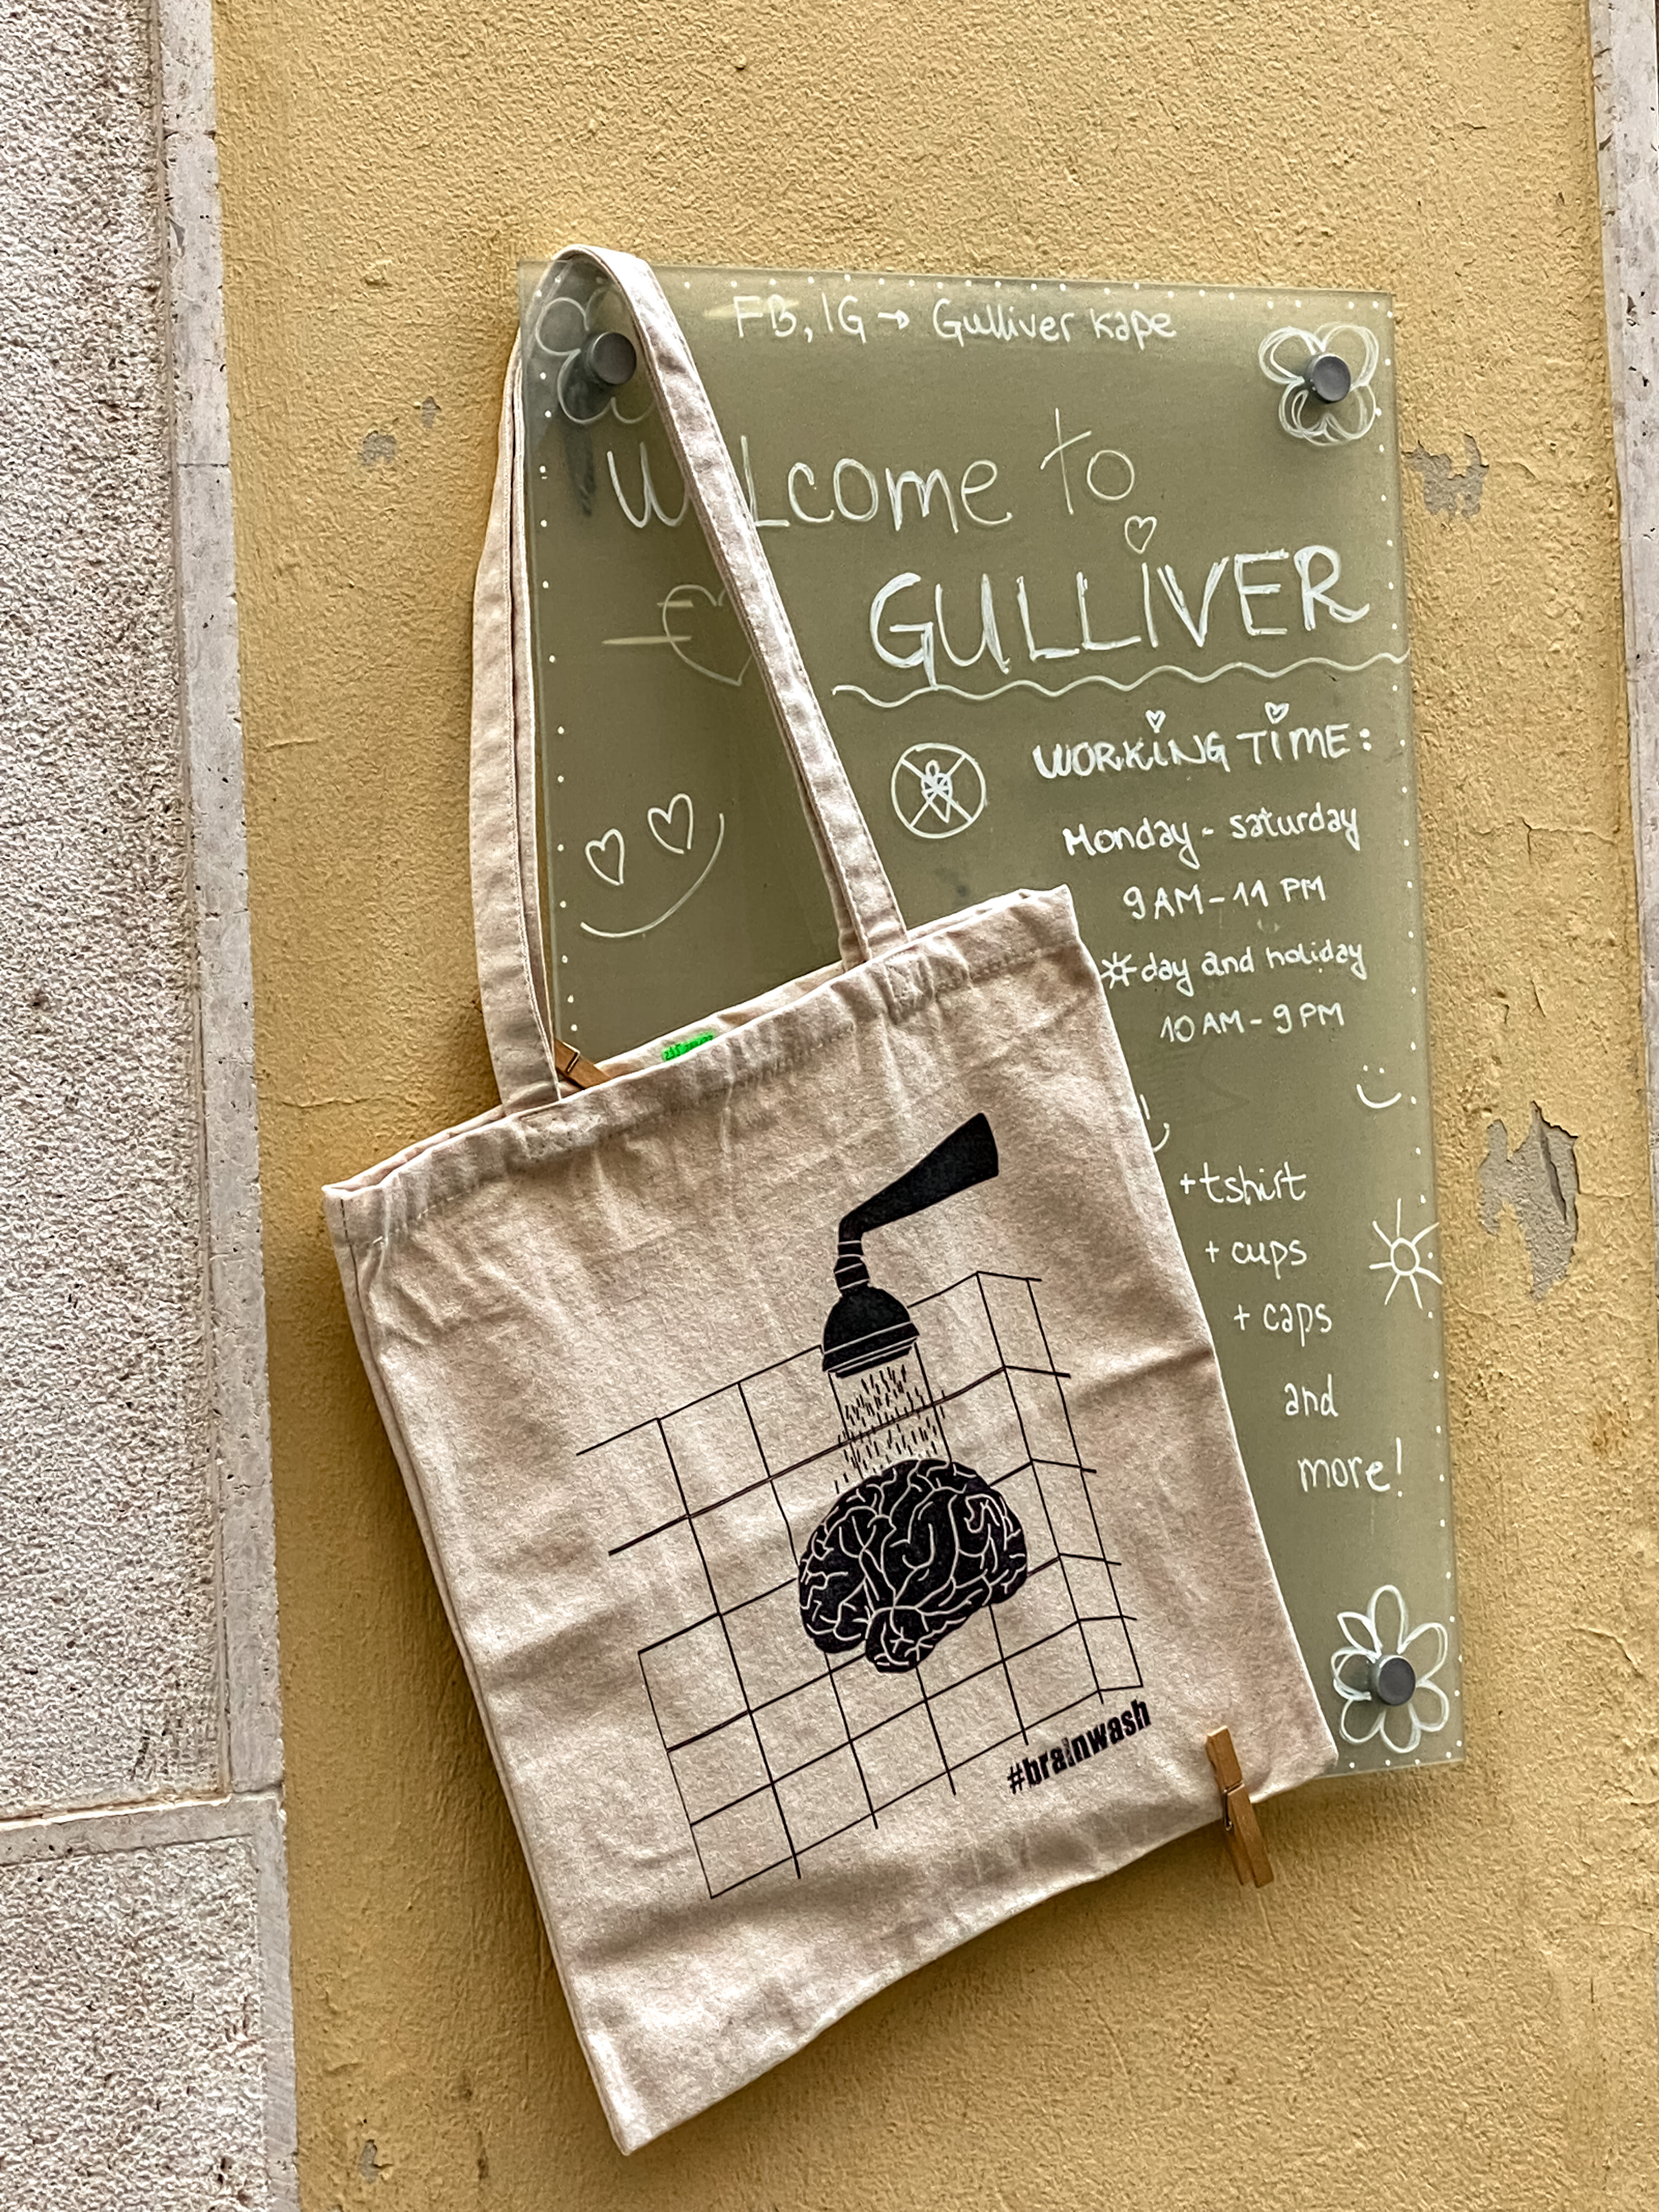 FB, IG → Gulliver kape
Welcome to
GULLiVER
WORKiNG TiME:
Monday - saturday
9 AM - 11 PM
☀day and holiday
10 AM - 9 PM
+ tshirt
+ cups
+ caps
and
more!
#brainwash